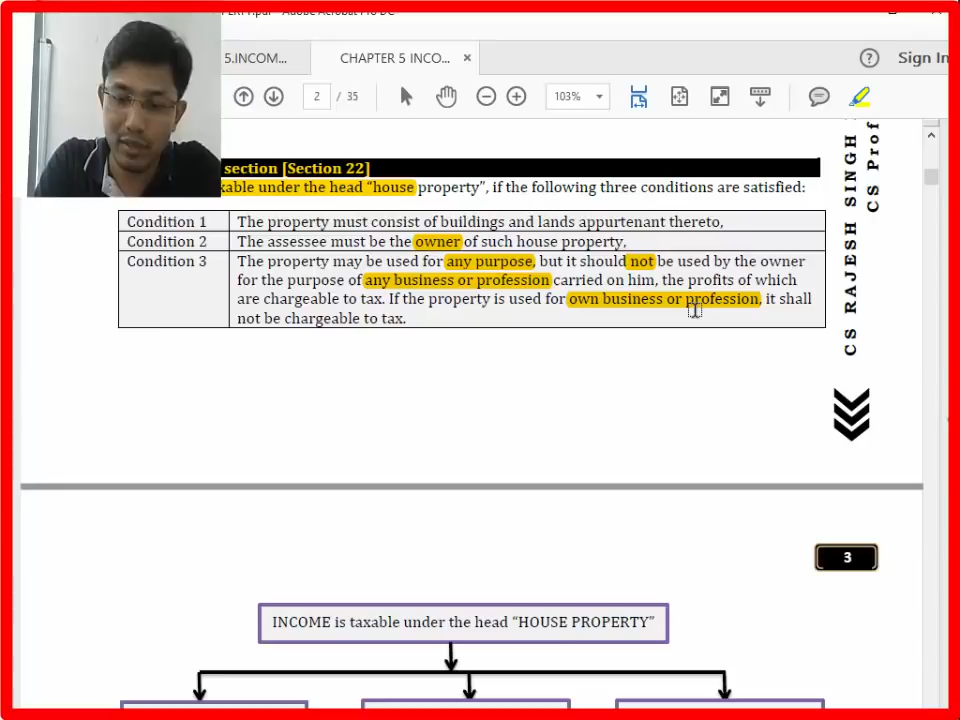 5.INCOM...
CHAPTER 5 INCO...
×
Sign In
2 / 35
103%
section [Section 22]
xable under the head “house property”, if the following three conditions are satisfied:
Condition 1 The property must consist of buildings and lands appurtenant thereto,
Condition 2 The assessee must be the owner of such house property,
Condition 3 The property may be used for any purpose, but it should not be used by the owner
for the purpose of any business or profession carried on him, the profits of which
are chargeable to tax. If the property is used for own business or profession, it shall
not be chargeable to tax.
CS RAJESH SINGH
CS Prof
3
INCOME is taxable under the head “HOUSE PROPERTY”